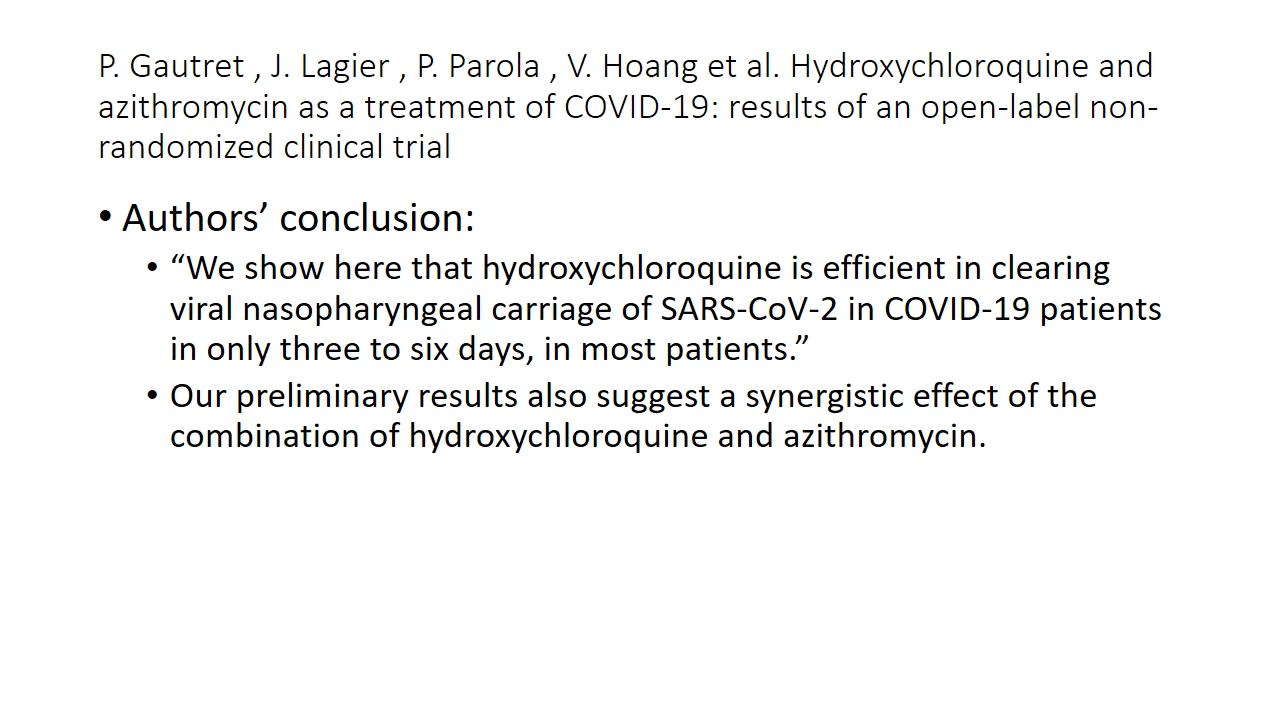 P. Gautret , J. Lagier , P. Parola , V. Hoang et al. Hydroxychloroquine and
azithromycin as a treatment of COVID-19: results of an open-label non-
randomized clinical trial
• Authors’ conclusion:
• “We show here that hydroxychloroquine is efficient in clearing
viral nasopharyngeal carriage of SARS-CoV-2 in COVID-19 patients
in only three to six days, in most patients.”
• Our preliminary results also suggest a synergistic effect of the
combination of hydroxychloroquine and azithromycin.